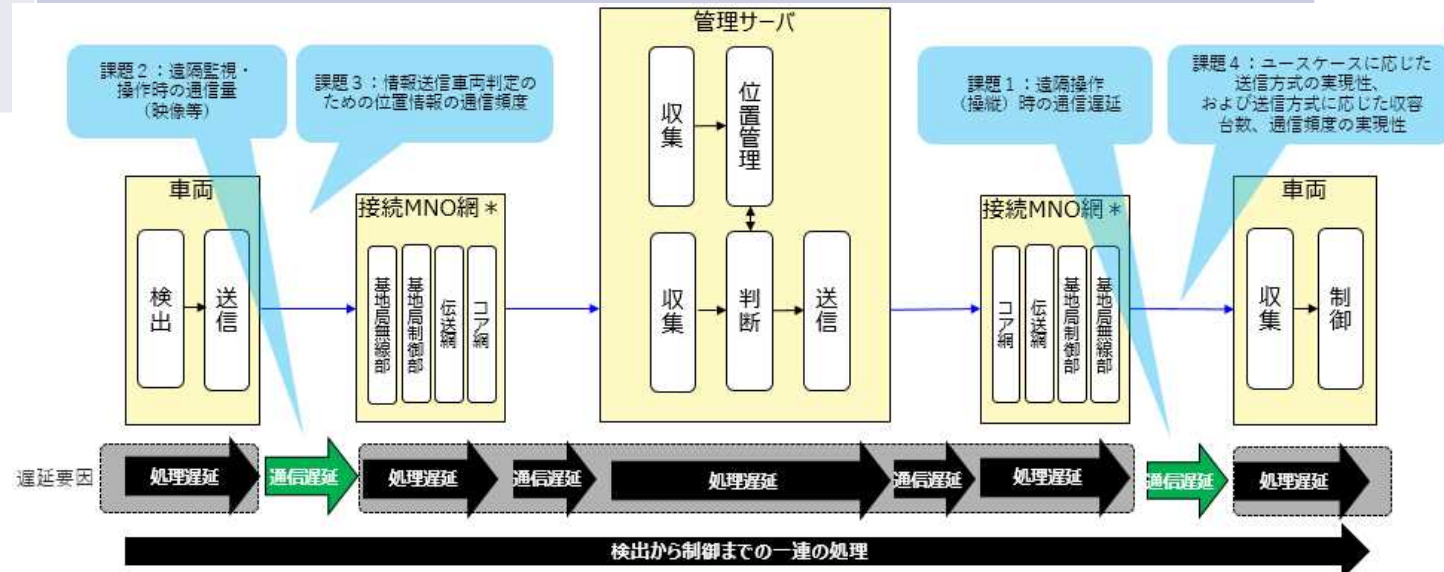 管理サーバ
課題２：遠隔監視・
操作時の通信量
（映像等）
課題３：情報送信車両判定の
ための位置情報の通信頻度
課題１：遠隔操作
（操縦）時の通信遅延
課題４：ユースケースに応じた
送信方式の実現性、
および送信方式に応じた収容
台数、通信頻度の実現性
収集
位置管理
車両
接続MNO網＊
接続MNO網＊
車両
検出
送信
基地局無線部
基地局制御部
伝送網
コア網
収集
判断
送信
コア網
伝送網
基地局制御部
基地局無線部
収集
制御
遅延要因
処理遅延
通信遅延
処理遅延
通信遅延
処理遅延
通信遅延
処理遅延
通信遅延
処理遅延
検出から制御までの一連の処理